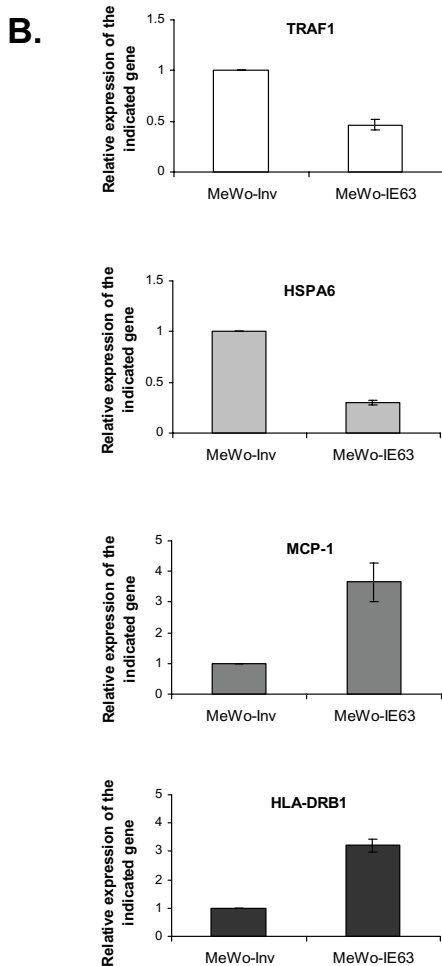 B.
TRAF1
Relative expression of the
indicated gene
1.5
1
0.5
0
MeWo-Inv MeWo-IE63
HSPA6
Relative expression of the
indicated gene
1.5
1
0.5
0
MeWo-Inv MeWo-IE63
MCP-1
Relative expression of the
indicated gene
5
4
3
2
1
0
MeWo-Inv MeWo-IE63
HLA-DRB1
Relative expression of the
indicated gene
5
4
3
2
1
0
MeWo-Inv MeWo-IE63